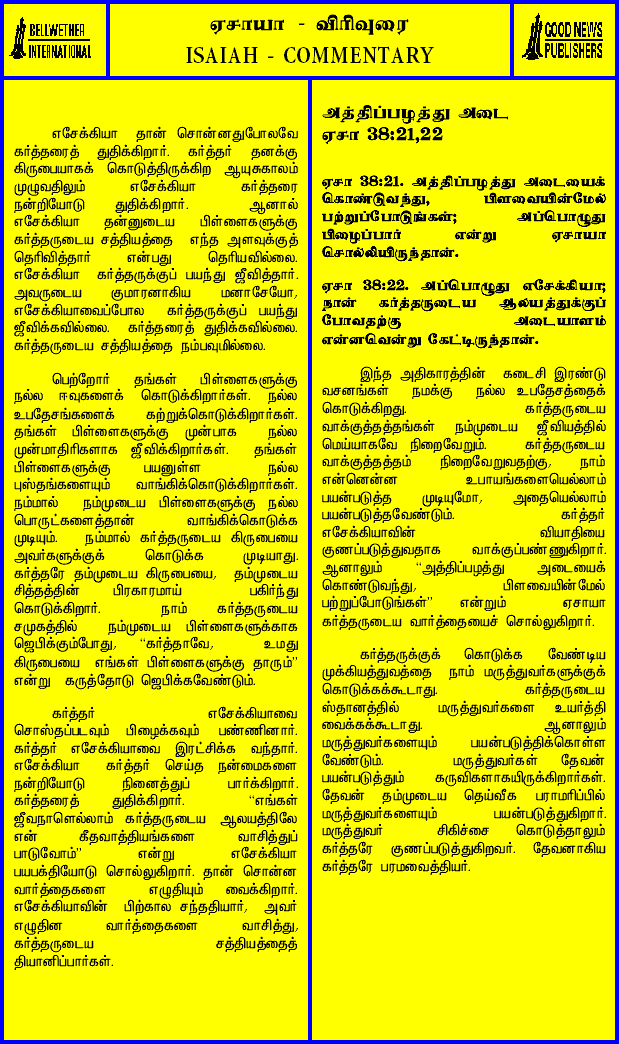 BELLWETHER
INTERNATIONAL
ஏசாயா - விரிவுரை
ISAIAH - COMMENTARY
GOOD NEWS
PUBLISHERS
எசேக்கியா தான் சொன்னதுபோலவே
கர்த்தரைத் துதிக்கிறார். கர்த்தர் தனக்கு
கிருபையாகக் கொடுத்திருக்கிற ஆயுசுகாலம்
முழுவதிலும் எசேக்கியா கர்த்தரை
நன்றியோடு துதிக்கிறார். ஆனால்
எசேக்கியா தன்னுடைய பிள்ளைகளுக்கு
கர்த்தருடைய சத்தியத்தை எந்த அளவுக்குத்
தெரிவித்தார் என்பது தெரியவில்லை.
எசேக்கியா கர்த்தருக்குப் பயந்து ஜீவித்தார்.
அவருடைய குமாரனாகிய மனாசேயோ,
எசேக்கியாவைப்போல கர்த்தருக்குப் பயந்து
ஜீவிக்கவில்லை. கர்த்தரைத் துதிக்கவில்லை.
கர்த்தருடைய சத்தியத்தை நம்பவுமில்லை.
பெற்றோர் தங்கள் பிள்ளைகளுக்கு
நல்ல ஈவுகளைக் கொடுக்கிறார்கள். நல்ல
உபதேசங்களைக் கற்றுக்கொடுக்கிறார்கள்.
தங்கள் பிள்ளைகளுக்கு முன்பாக நல்ல
முன்மாதிரிகளாக ஜீவிக்கிறார்கள். தங்கள்
பிள்ளைகளுக்கு பயனுள்ள நல்ல
புஸ்தங்களையும் வாங்கிக்கொடுக்கிறார்கள்.
நம்மால் நம்முடைய பிள்ளைகளுக்கு நல்ல
பொருட்களைத்தான் வாங்கிக்கொடுக்க
முடியும். நம்மால் கர்த்தருடைய கிருபையை
அவர்களுக்குக் கொடுக்க முடியாது.
கர்த்தரே தம்முடைய கிருபையை, தம்முடைய
சித்தத்தின் பிரகாரமாய் பகிர்ந்து
கொடுக்கிறார். நாம் கர்த்தருடைய
சமுகத்தில் நம்முடைய பிள்ளைகளுக்காக
ஜெபிக்கும்போது, “கர்த்தாவே, உமது
கிருபையை எங்கள் பிள்ளைகளுக்கு தாரும்”
என்று கருத்தோடு ஜெபிக்கவேண்டும்.
கர்த்தர் எசேக்கியாவை
சொஸ்தப்படவும் பிழைக்கவும் பண்ணினார்.
கர்த்தர் எசேக்கியாவை இரட்சிக்க வந்தார்.
எசேக்கியா கர்த்தர் செய்த நன்மைகளை
நன்றியோடு நினைத்துப் பார்க்கிறார்.
கர்த்தரைத் துதிக்கிறார். “எங்கள்
ஜீவநாளெல்லாம் கர்த்தருடைய ஆலயத்திலே
என் கீதவாத்தியங்களை வாசித்துப்
பாடுவோம்” என்று எசேக்கியா
பயபக்தியோடு சொல்லுகிறார். தான் சொன்ன
வார்த்தைகளை எழுதியும் வைக்கிறார்.
எசேக்கியாவின் பிற்கால சந்ததியார், அவர்
எழுதின வார்த்தைகளை வாசித்து,
கர்த்தருடைய சத்தியத்தைத்
தியானிப்பார்கள்.
அத்திப்பழத்து அடை
ஏசா 38:21,22
ஏசா 38:21. அத்திப்பழத்து அடையைக்
கொண்டுவந்து, பிளவையின்மேல்
பற்றுப்போடுங்கள்; அப்பொழுது
பிழைப்பார் என்று ஏசாயா
சொல்லியிருந்தான்.
ஏசா 38:22. அப்பொழுது எசேக்கியா;
நான் கர்த்தருடைய ஆலயத்துக்குப்
போவதற்கு அடையாளம்
என்னவென்று கேட்டிருந்தான்.
இந்த அதிகாரத்தின் கடைசி இரண்டு
வசனங்கள் நமக்கு நல்ல உபதேசத்தைக்
கொடுக்கிறது. கர்த்தருடைய
வாக்குத்தத்தங்கள் நம்முடைய ஜீவியத்தில்
மெய்யாகவே நிறைவேறும். கர்த்தருடைய
வாக்குத்தத்தம் நிறைவேறுவதற்கு, நாம்
என்னென்ன உபாயங்களையெல்லாம்
பயன்படுத்த முடியுமோ, அதையெல்லாம்
பயன்படுத்தவேண்டும். கர்த்தர்
எசேக்கியாவின் வியாதியை
குணப்படுத்துவதாக வாக்குப்பண்ணுகிறார்.
ஆனாலும் “அத்திபழத்து அடையைக்
கொண்டுவந்து, பிளவையின்மேல்
பற்றுப்போடுங்கள்” என்றும் ஏசாயா
கர்த்தருடைய வார்த்தையைச் சொல்லுகிறார்.
கர்த்தருக்குக் கொடுக்க வேண்டிய
முக்கியத்துவத்தை நாம் மருத்துவர்களுக்குக்
கொடுக்கக்கூடாது. கர்த்தருடைய
ஸ்தானத்தில் மருத்துவர்களை உயர்த்தி
வைக்கக்கூடாது. ஆனாலும்
மருத்துவர்களையும் பயன்படுத்திக்கொள்ள
வேண்டும். மருத்துவர்கள் தேவன்
பயன்படுத்தும் கருவிகளாகயிருக்கிறார்கள்.
தேவன் தம்முடைய தெய்வீக பராமரிப்பில்
மருத்துவர்களையும் பயன்படுத்துகிறார்.
மருத்துவர் சிகிச்சை கொடுத்தாலும்
கர்த்தரே குணப்படுத்துகிறவர். தேவனாகிய
கர்த்தரே பரமவைத்தியர்.